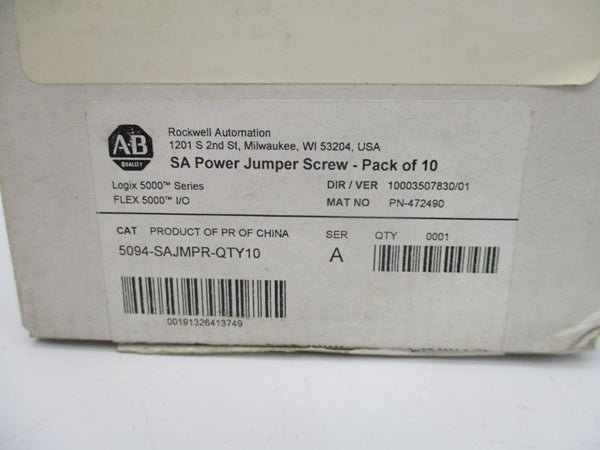 A-B
QUALITY
Rockwell Automation
1201 S 2nd St, Milwaukee, WI 53204, USA
SA Power Jumper Screw - Pack of 10
Logix 5000™ Series
FLEX 5000™ I/O
DIR / VER 10003507830/01
MAT NO PN-472490
CAT PRODUCT OF PR OF CHINA
5094-SAJMPR-QTY10
SER
A
QTY 0001
00191326413749